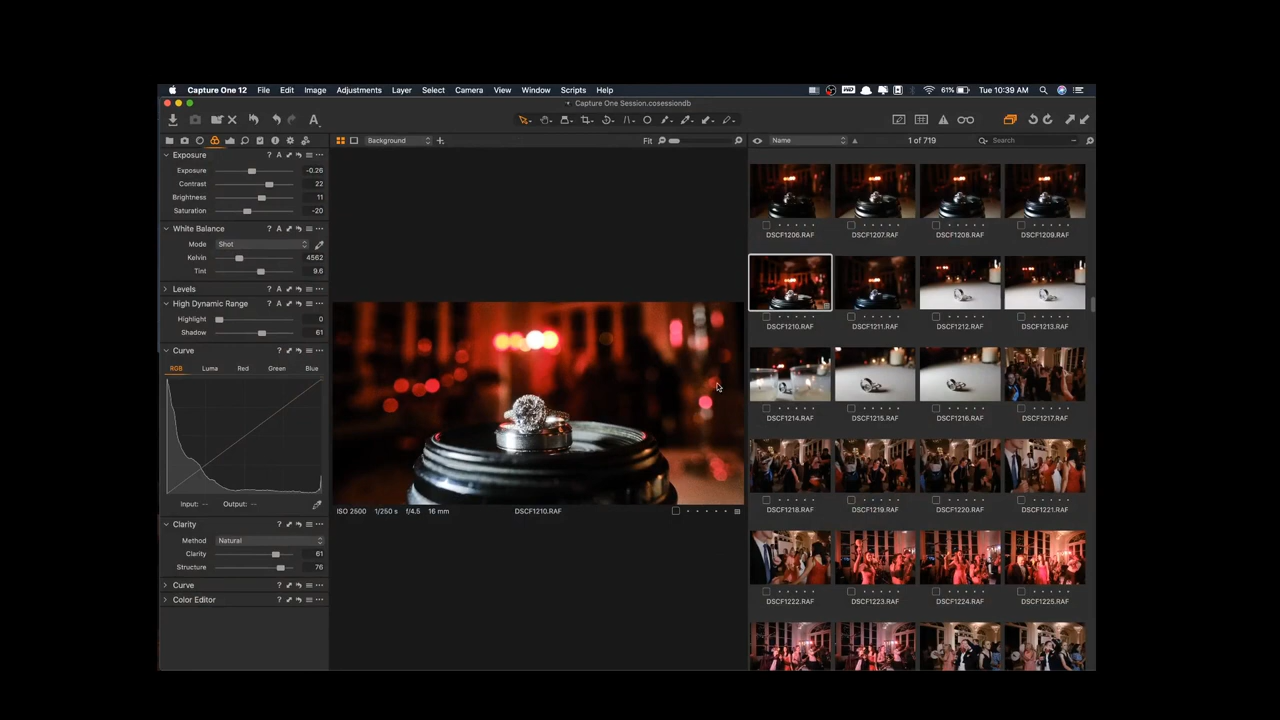 Capture One 12 File Edit Image Adjustments Layer Select Camera View Window Scripts Help 61% Tue 10:39 AM
Capture One Session.cosessiondb
Background Fit Name 1 of 719 Search
Exposure
Exposure -0.26
Contrast 22
Brightness 11
Saturation -20
White Balance
Mode Shot
Kelvin 4562
Tint 9.6
Levels
High Dynamic Range
Highlight 0
Shadow 61
Curve
RGB Luma Red Green Blue
Input: -- Output: --
Clarity
Method Natural
Clarity 61
Structure 76
Curve
Color Editor
ISO 2500 1/250 s f/4.5 16 mm DSCF1210.RAF
DSCF1206.RAF DSCF1207.RAF DSCF1208.RAF DSCF1209.RAF
DSCF1210.RAF DSCF1211.RAF DSCF1212.RAF DSCF1213.RAF
DSCF1214.RAF DSCF1215.RAF DSCF1216.RAF DSCF1217.RAF
DSCF1218.RAF DSCF1219.RAF DSCF1220.RAF DSCF1221.RAF
DSCF1222.RAF DSCF1223.RAF DSCF1224.RAF DSCF1225.RAF